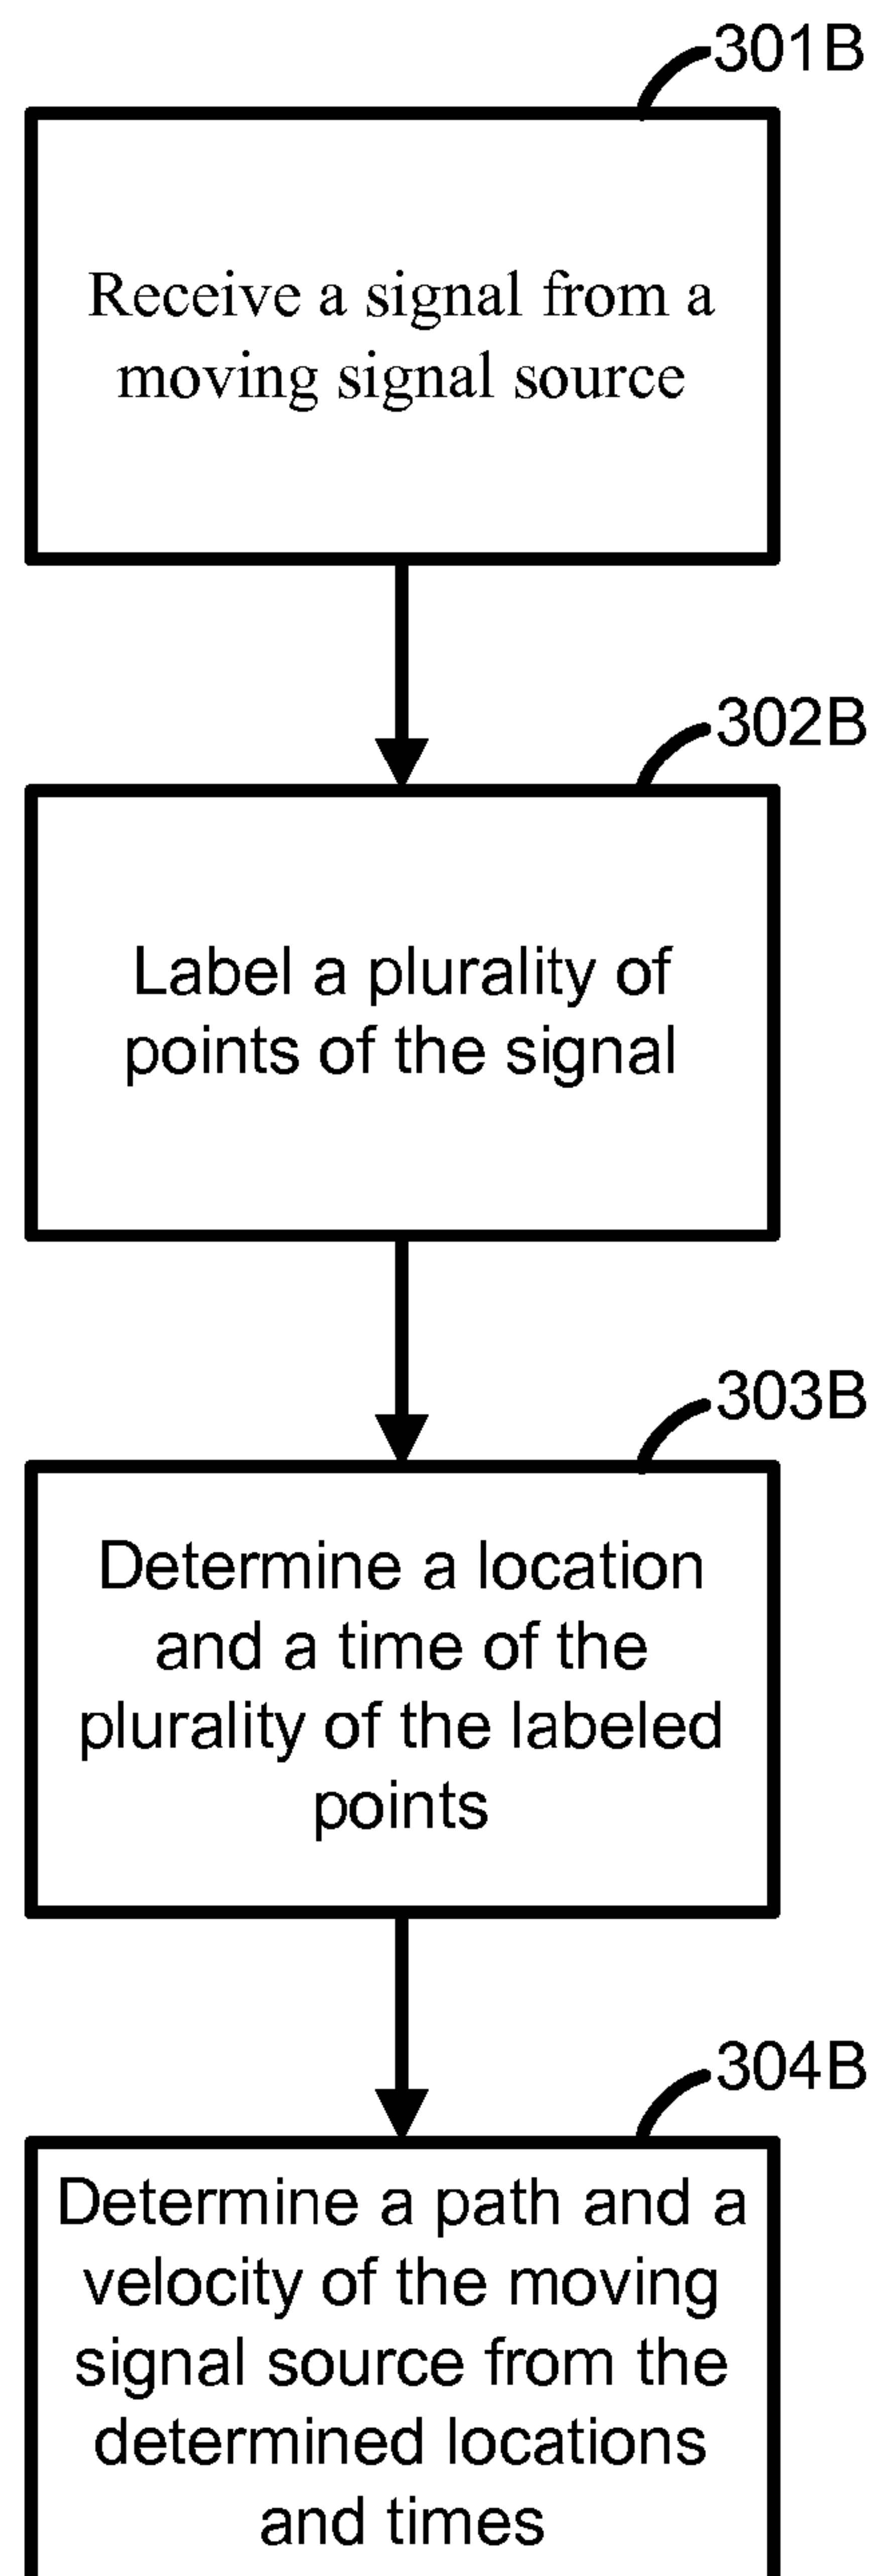 301B
Receive a signal from a
moving signal source
302B
Label a plurality of
points of the signal
303B
Determine a location
and a time of the
plurality of the labeled
points
304B
Determine a path and a
velocity of the moving
signal source from the
determined locations
and times